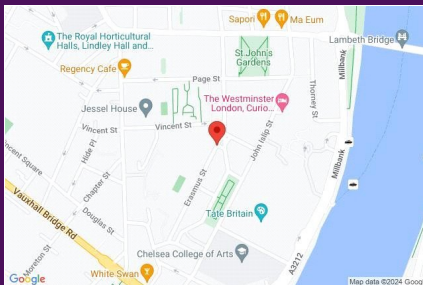 Sapori
Ma Eum
The Royal Horticultural
Halls, Lindley Hall and...
Lambeth Bridge
St John's
Gardens
Regency Cafe
Millbank
Page St
Thorney St
Jessel House
The Westminster
London, Curio...
Vincent St
Vincent St
Hide Pl
John Islip St
incent Square
Millbank
Chapter St
Erasmus St
Vauxhall Bridge Rd
Douglas St
Tate Britain
Moreton St
Chelsea College of Arts
A3212
White Swan
Google
Map data ©2024 Goog